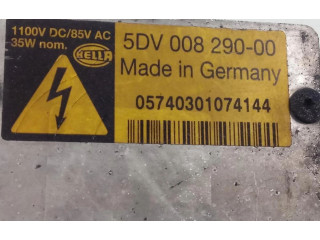 1100V DC/85V AC
35W nom.
HELLA
5DV 008 290-00
Made in Germany
05740301074144